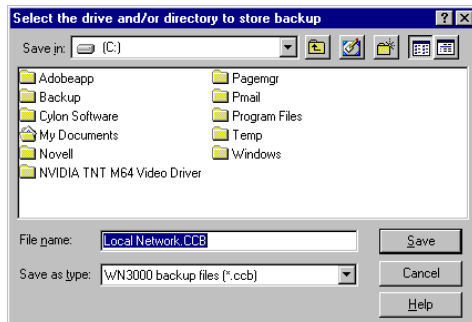 Select the drive and/or directory to store backup
Save in: (C:)
Adobeapp
Backup
Cylon Software
My Documents
Novell
NVIDIA TNT M64 Video Driver
Pagemgr
Pmail
Program Files
Temp
Windows
File name: Local Network.CCB
Save
Save as type: WN3000 backup files (*.ccb)
Cancel
Help